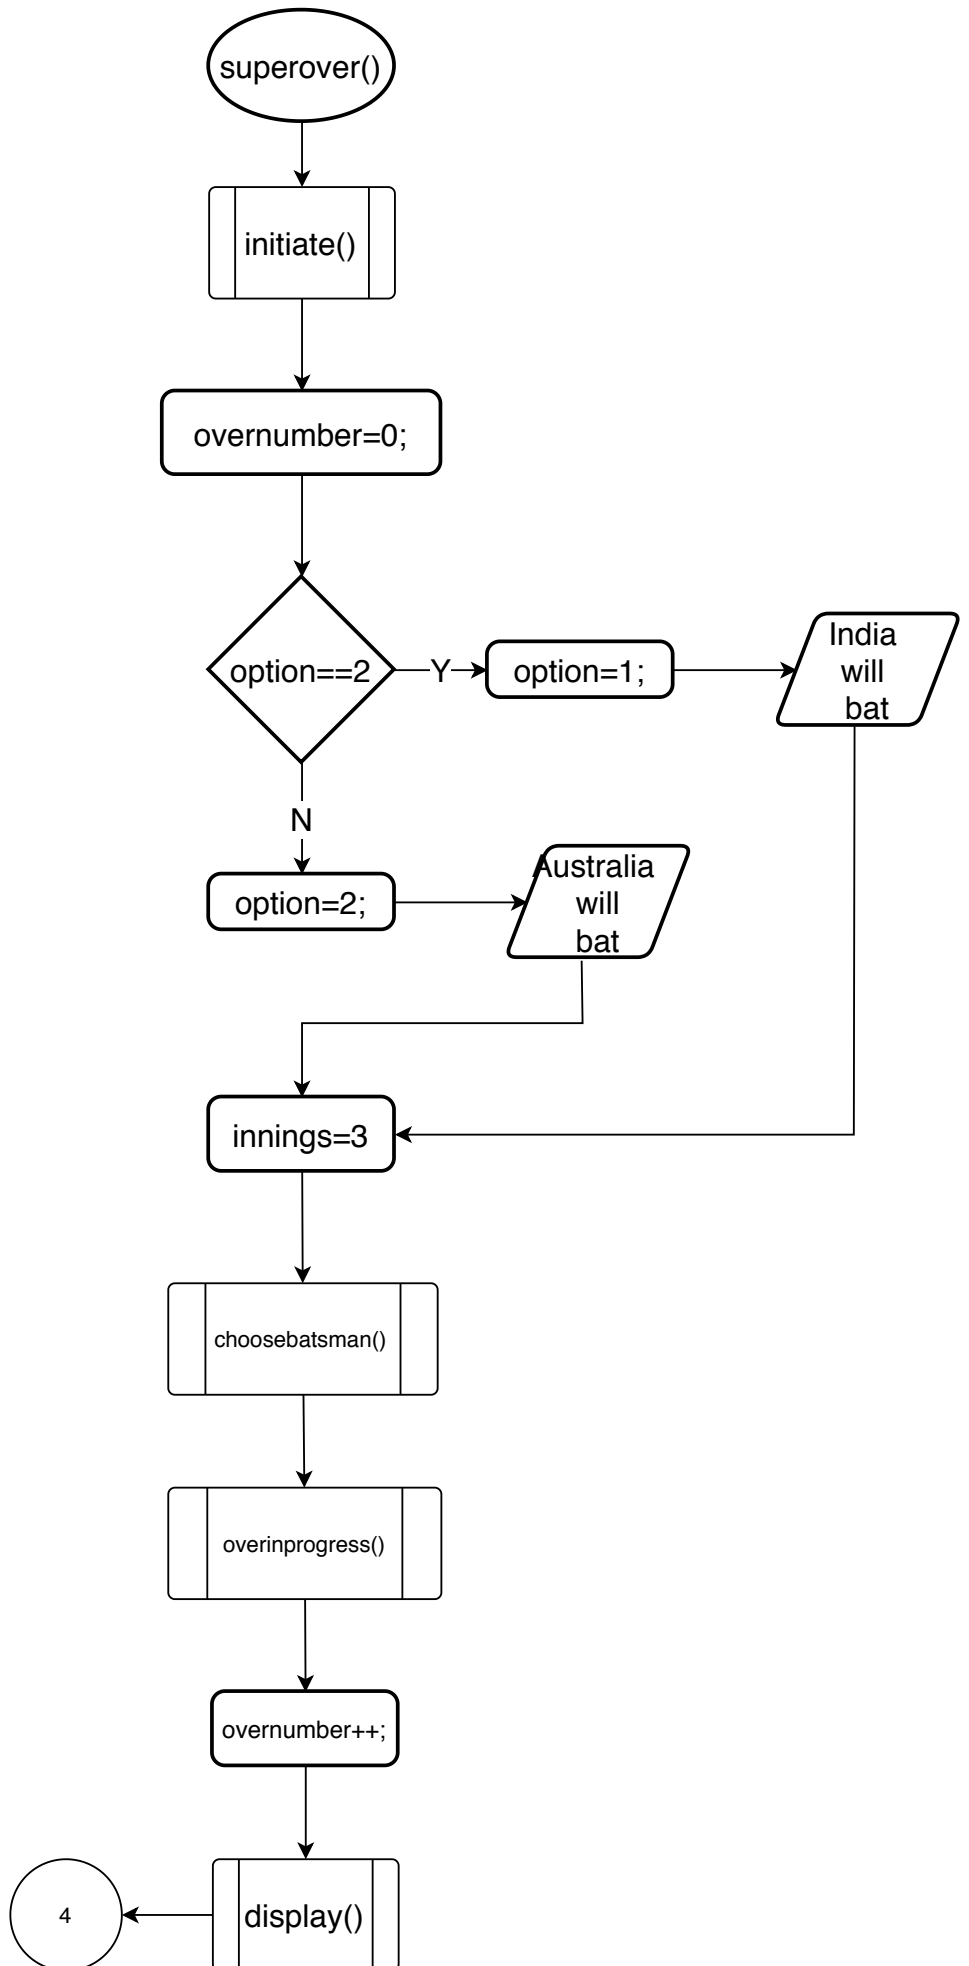 superover()
initiate()
overnumber=0;
option==2
Y
option=1;
India
will
bat
N
option=2;
Australia
will
bat
innings=3
choosebatsman()
overinprogress()
overnumber++;
display()
4